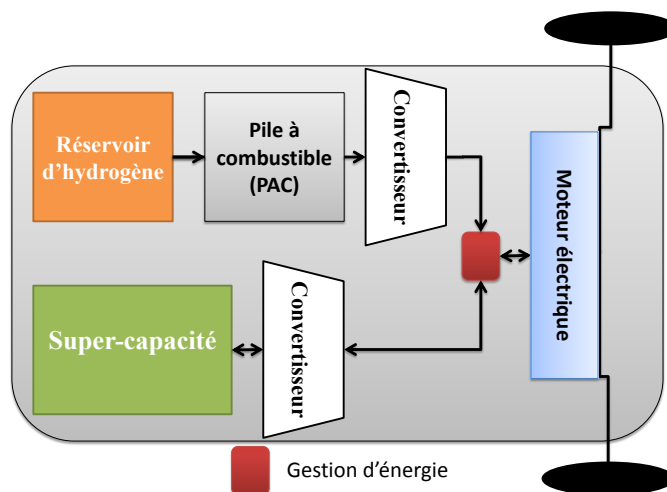 Réservoir
d'hydrogène
Pile à
combustible
(PAC)
Convertisseur
Moteur électrique
Super-capacité
Convertisseur
Gestion d'énergie